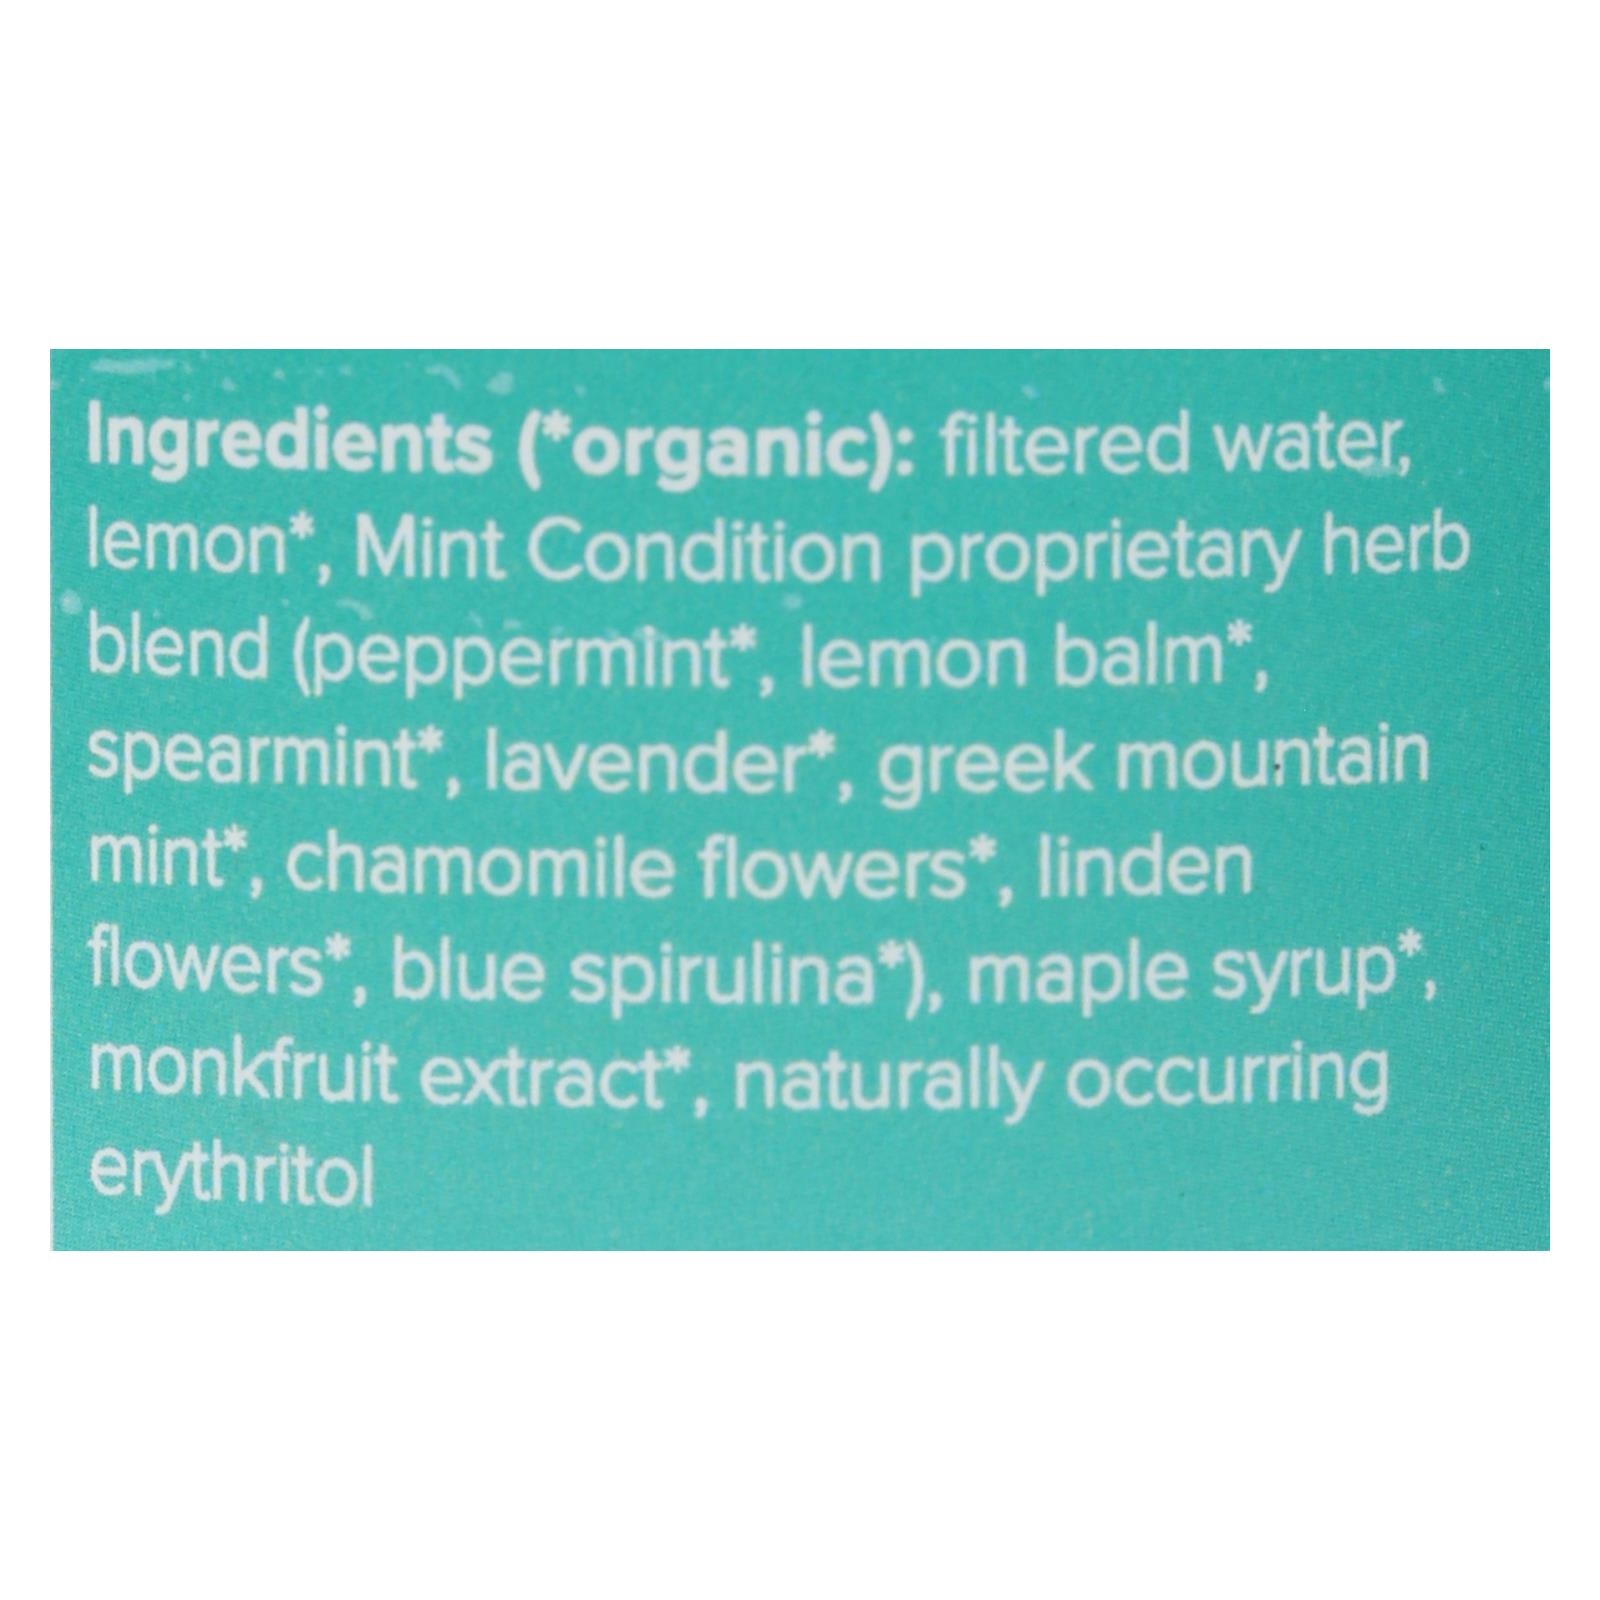 Ingredients (*organic): filtered water,
lemon*, Mint Condition proprietary herb
blend (peppermint*, lemon balm*,
spearmint*, lavender*, greek mountain
mint*, chamomile flowers*, linden
flowers*, blue spirulina*), maple syrup*,
monkfruit extract*, naturally occurring
erythritol